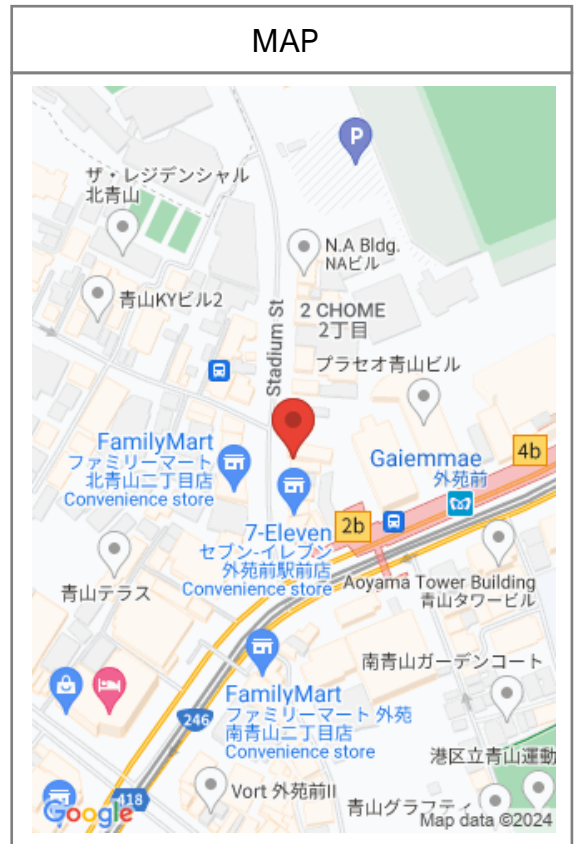 MAP
P
ザ・レジデンシャル
北青山
N.A Bldg.
NAビル
青山KYビル2
2 CHOME
2丁目
Stadium St
プラセオ青山ビル
FamilyMart
ファミリーマート
北青山二丁目店
Convenience store
Gaiemmae
外苑前
4b
7-Eleven
セブン-イレブン
外苑前駅前店
Convenience store
2b
青山テラス
Aoyama Tower Building
青山タワービル
南青山ガーデンコート
FamilyMart
ファミリーマート 外苑
南青山二丁目店
Convenience store
246
港区立青山運動
Vort 外苑前II
418
青山グラフティ
Google
Map data ©2024